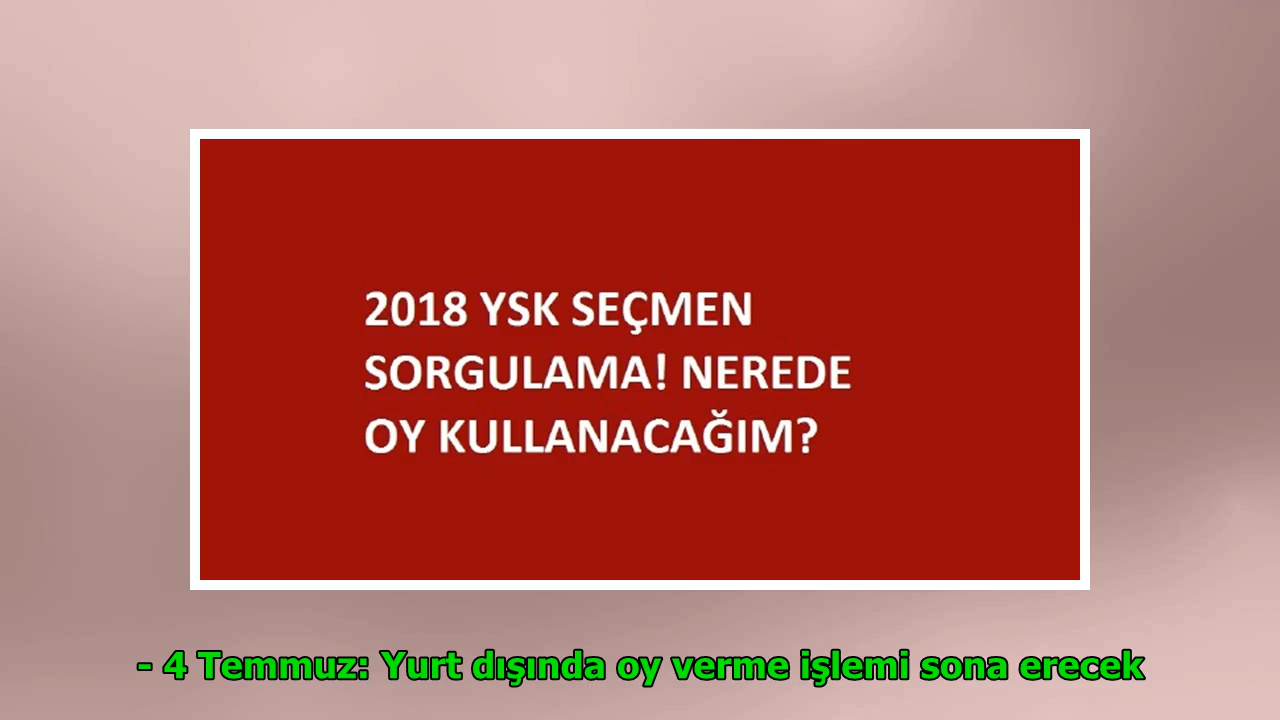 2018 YSK SEÇMEN
SORGULAMA! NEREDE
OY KULLANACAĞIM?
- 4 Temmuz: Yurt dışında oy verme işlemi sona erecek